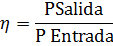 η = PSalida / P Entrada